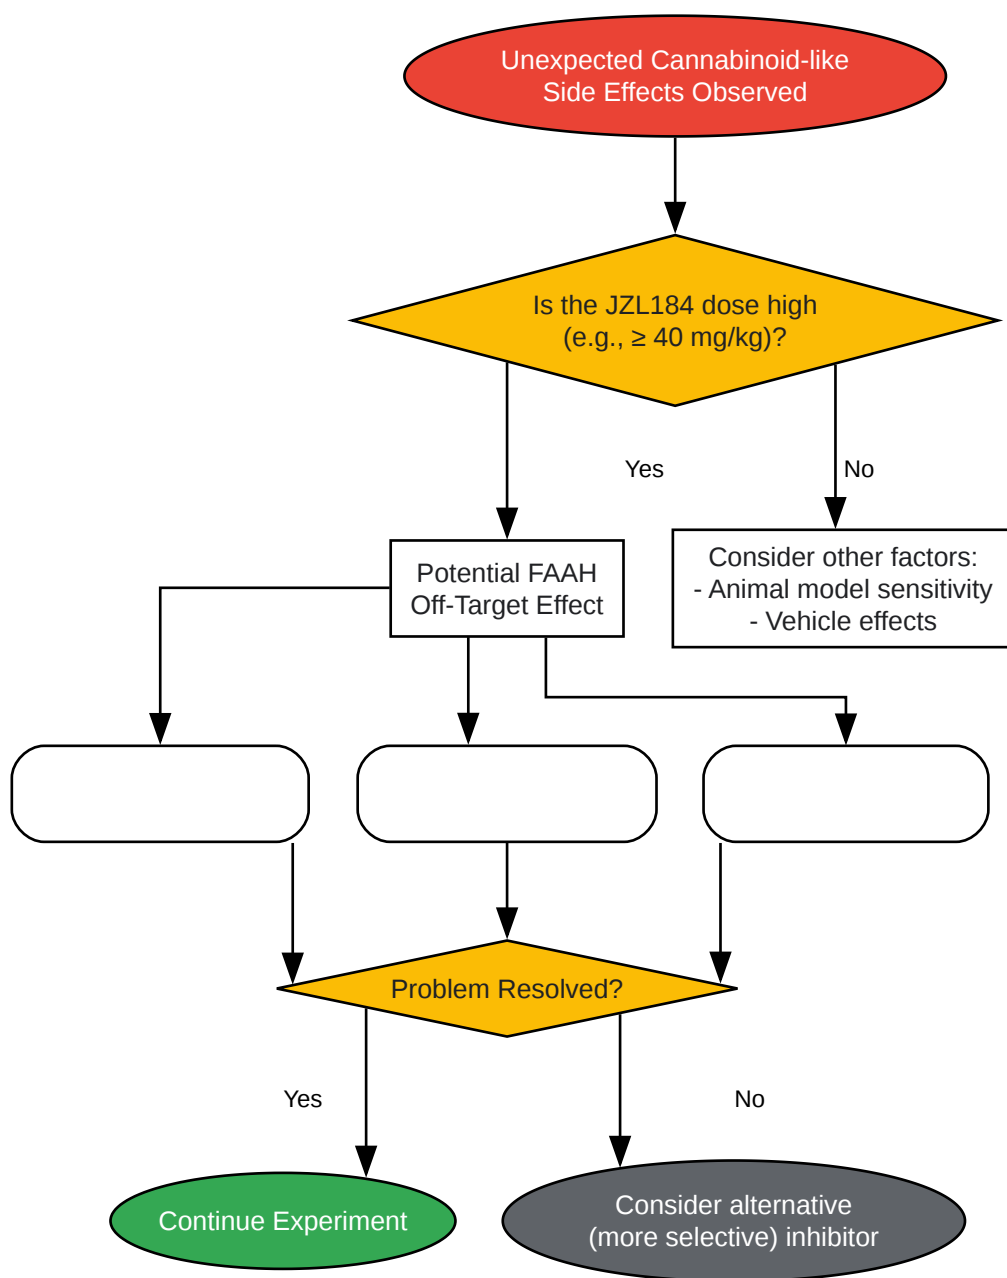 Unexpected Cannabinoid-like
Side Effects Observed
Is the JZL184 dose high
(e.g., ≥ 40 mg/kg)?
Yes
No
Potential FAAH
Off-Target Effect
Consider other factors:
- Animal model sensitivity
- Vehicle effects
Problem Resolved?
Yes
No
Continue Experiment
Consider alternative
(more selective) inhibitor